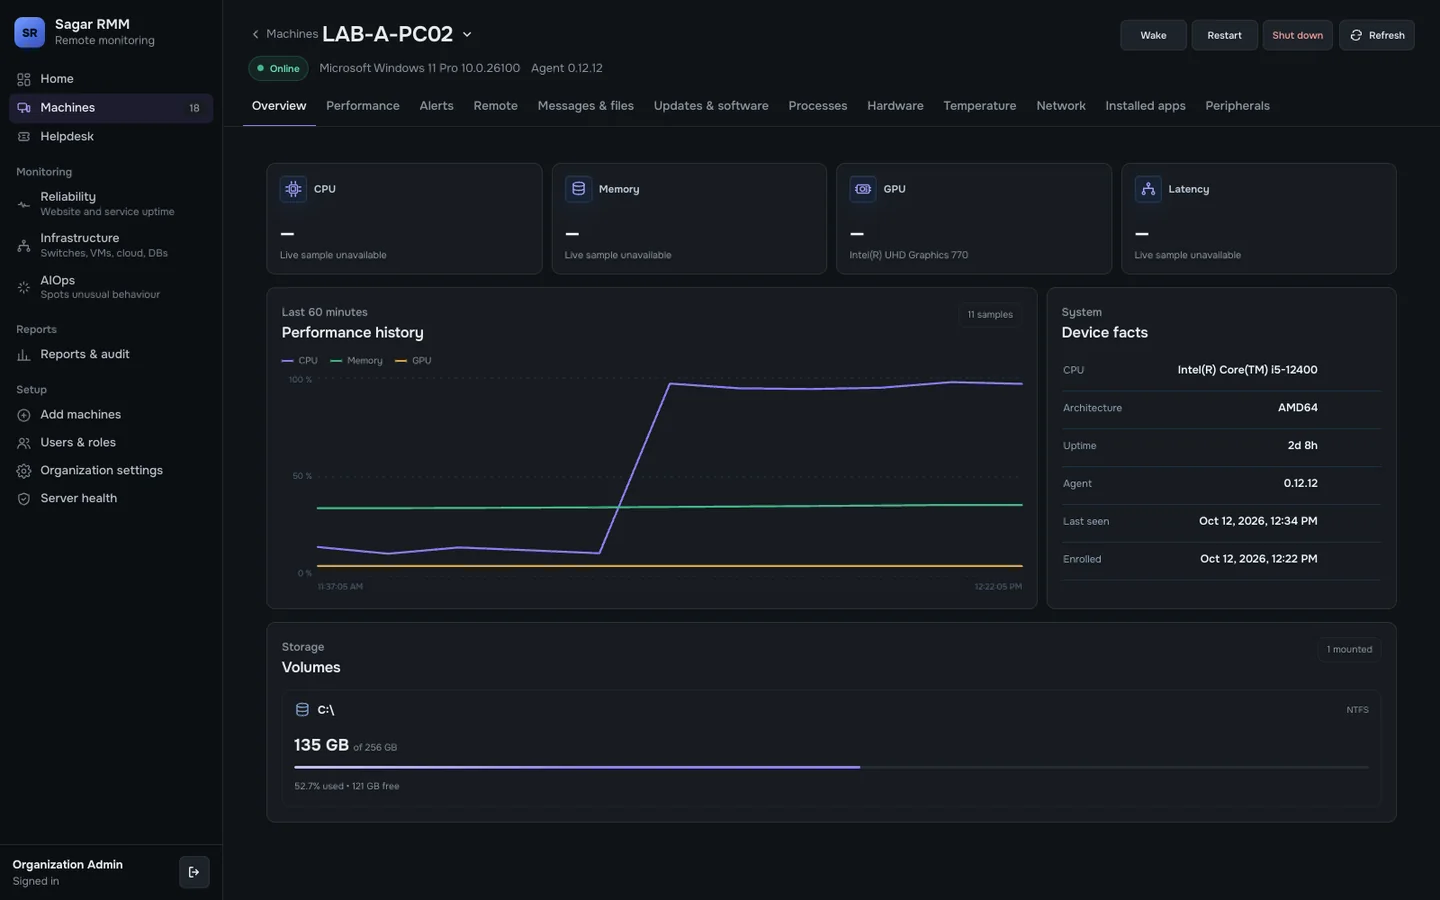 SR
Sagar RMM
Remote monitoring
Home
Machines 18
Helpdesk
Monitoring
Reliability
Website and service uptime
Infrastructure
Switches, VMs, cloud, DBs
AIOps
Spots unusual behaviour
Reports
Reports & audit
Setup
Add machines
Users & roles
Organization settings
Server health
Organization Admin
Signed in
Machines LAB-A-PC02
Wake Restart Shut down Refresh
Online Microsoft Windows 11 Pro 10.0.26100 Agent 0.12.12
Overview Performance Alerts Remote Messages & files Updates & software Processes Hardware Temperature Network Installed apps Peripherals
CPU
—
Live sample unavailable
Memory
—
Live sample unavailable
GPU
—
Intel(R) UHD Graphics 770
Latency
—
Live sample unavailable
Last 60 minutes
Performance history
11 samples
CPU Memory GPU
100 %
50 %
0 %
11:37:05 AM 12:22:05 PM
System
Device facts
CPU Intel(R) Core(TM) i5-12400
Architecture AMD64
Uptime 2d 8h
Agent 0.12.12
Last seen Oct 12, 2026, 12:34 PM
Enrolled Oct 12, 2026, 12:22 PM
Storage
Volumes
1 mounted
C:\ NTFS
135 GB of 256 GB
52.7% used • 121 GB free